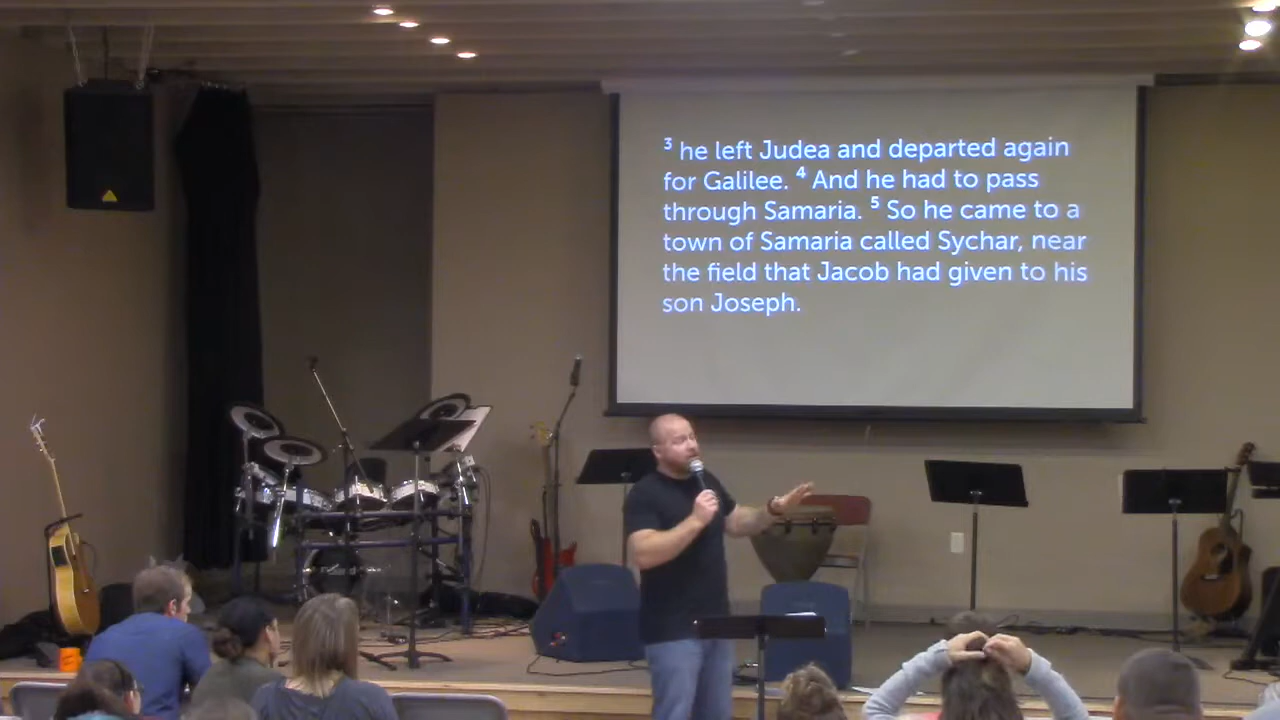 ³ he left Judea and departed again
for Galilee. ⁴ And he had to pass
through Samaria. ⁵ So he came to a
town of Samaria called Sychar, near
the field that Jacob had given to his
son Joseph.